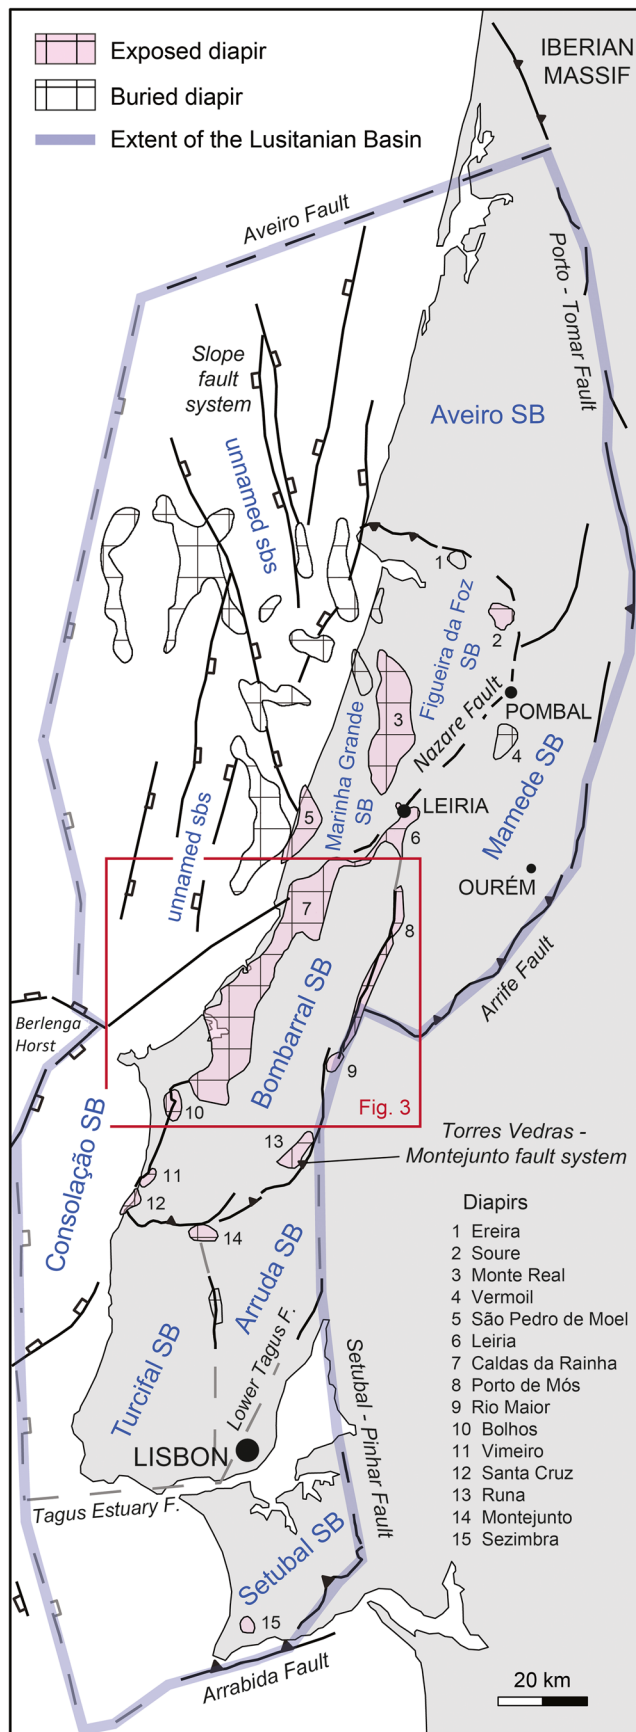 Exposed diapir
Buried diapir
Extent of the Lusitanian Basin
IBERIAN
MASSIF
Aveiro Fault
Porto - Tomar Fault
Slope
fault
system
Aveiro SB
unnamed sbs
1
Figueira da Foz
SB
2
Nazare Fault
POMBAL
3
4
Marinha Grande
SB
Mamede SB
5
LEIRIA
6
OURÉM
unnamed sbs
7
8
Arrife Fault
Bombarral SB
Berlenga
Horst
9
10
Fig. 3
Consolação SB
13
Torres Vedras -
Montejunto fault system
11
12
14
Arruda SB
Turcifal SB
Lower Tagus F.
Setubal - Pinhar Fault
LISBON
Tagus Estuary F.
Setubal SB
15
Arrabida Fault
Diapirs
1 Ereira
2 Soure
3 Monte Real
4 Vermoil
5 São Pedro de Moel
6 Leiria
7 Caldas da Rainha
8 Porto de Mós
9 Rio Maior
10 Bolhos
11 Vimeiro
12 Santa Cruz
13 Runa
14 Montejunto
15 Sezimbra
20 km